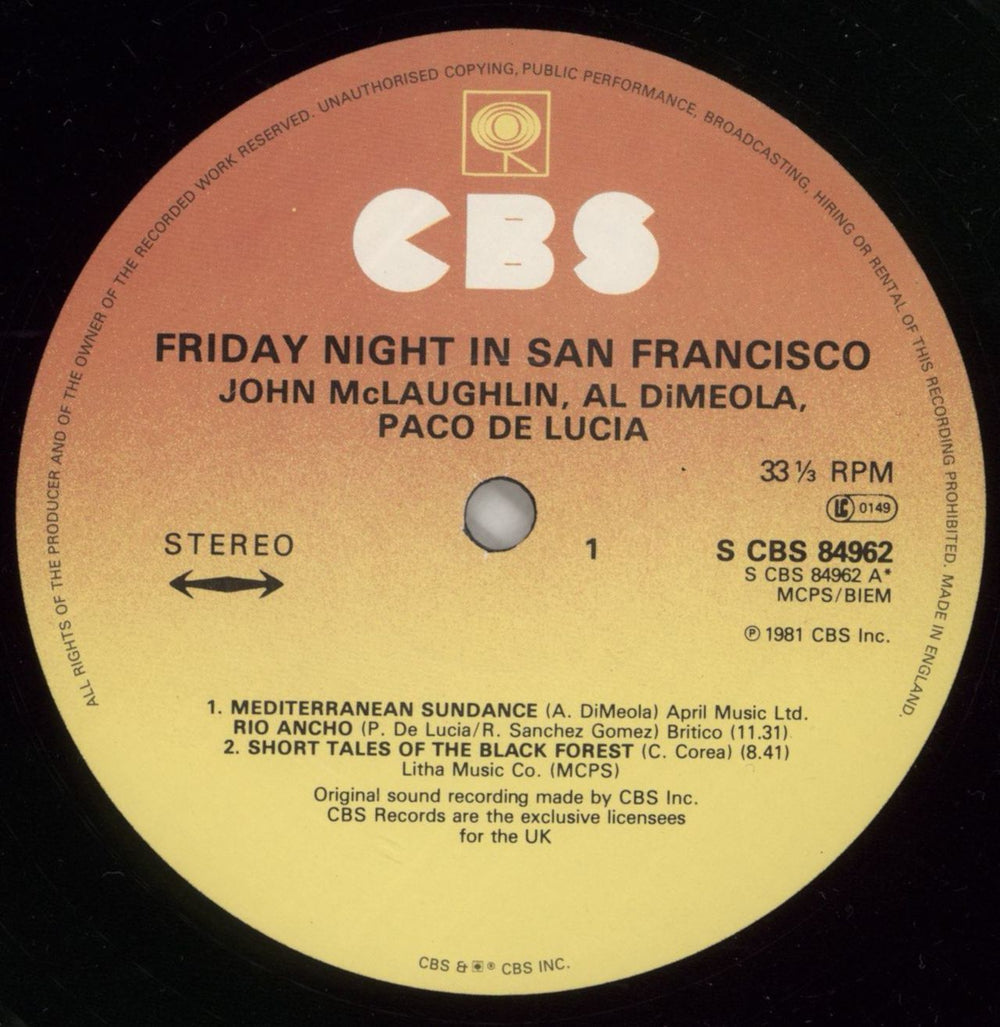 ALL RIGHTS OF THE PRODUCER AND OF THE OWNER OF THE RECORDED WORK RESERVED. UNAUTHORISED COPYING, PUBLIC PERFORMANCE, BROADCASTING, HIRING OR RENTAL OF THIS RECORDING PROHIBITED. MADE IN ENGLAND.
CBS
FRIDAY NIGHT IN SAN FRANCISCO
JOHN McLAUGHLIN, AL DiMEOLA,
PACO DE LUCIA
33⅓ RPM
LC 0149
STEREO
1
S CBS 84962
S CBS 84962 A*
MCPS/BIEM
℗ 1981 CBS Inc.
1. MEDITERRANEAN SUNDANCE (A. DiMeola) April Music Ltd.
RIO ANCHO (P. De Lucia/R. Sanchez Gomez) Britico (11.31)
2. SHORT TALES OF THE BLACK FOREST (C. Corea) (8.41)
Litha Music Co. (MCPS)
Original sound recording made by CBS Inc.
CBS Records are the exclusive licensees
for the UK
CBS & ® CBS INC.